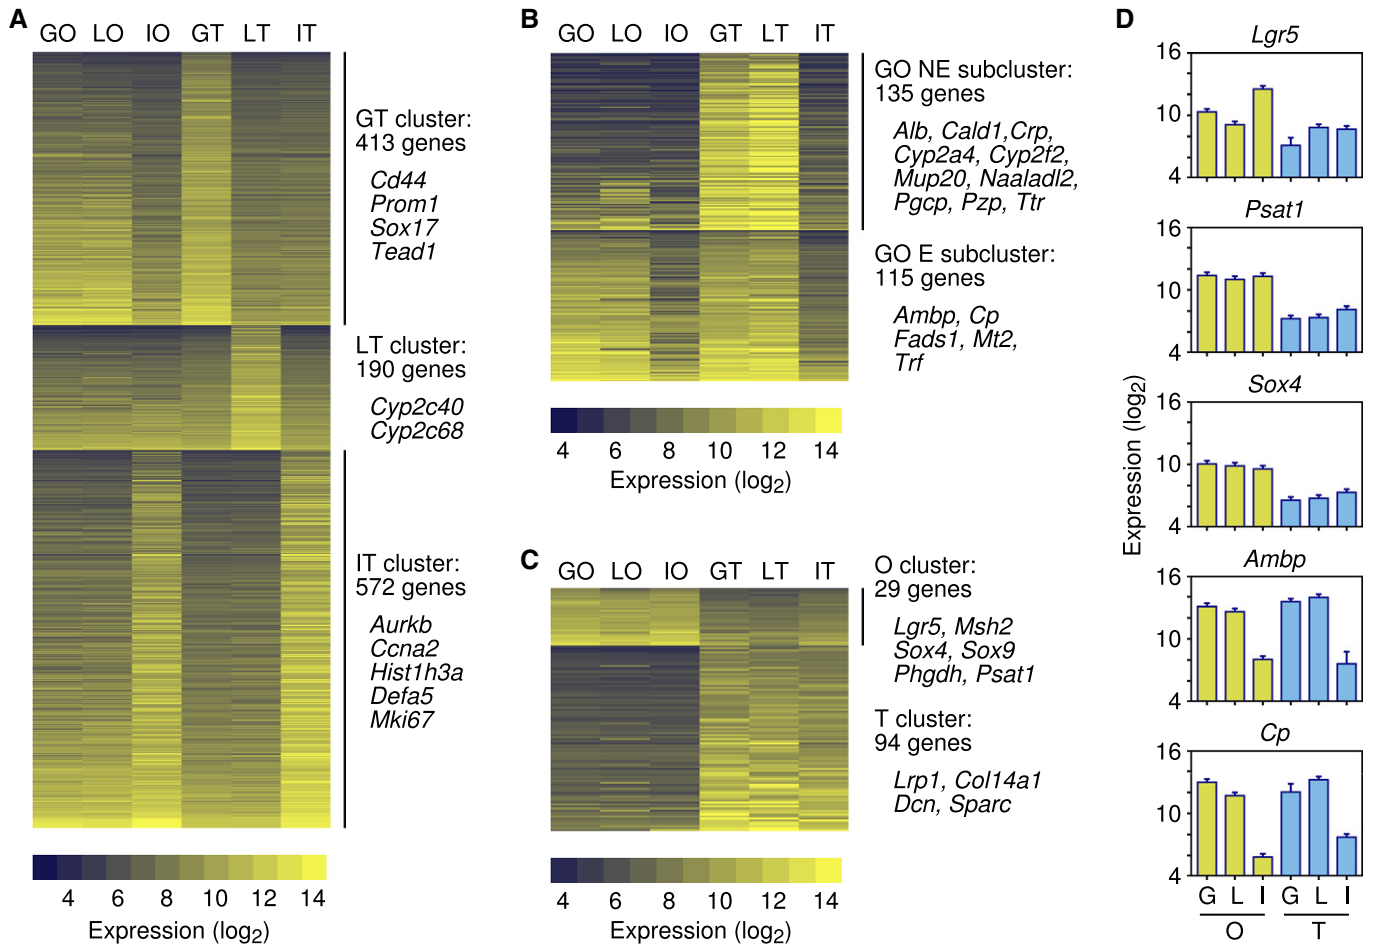 A
GO LO IO GT LT IT
GT cluster:
413 genes
Cd44
Prom1
Sox17
Tead1
LT cluster:
190 genes
Cyp2c40
Cyp2c68
IT cluster:
572 genes
Aurkb
Ccna2
Hist1h3a
Defa5
Mki67
4 6 8 10 12 14
Expression (log2)
B
GO LO IO GT LT IT
GO NE subcluster:
135 genes
Alb, Cald1,Crp,
Cyp2a4, Cyp2f2,
Mup20, Naaladl2,
Pgcp, Pzp, Ttr
GO E subcluster:
115 genes
Ambp, Cp
Fads1, Mt2,
Trf
4 6 8 10 12 14
Expression (log2)
C
GO LO IO GT LT IT
O cluster:
29 genes
Lgr5, Msh2
Sox4, Sox9
Phgdh, Psat1
T cluster:
94 genes
Lrp1, Col14a1
Dcn, Sparc
4 6 8 10 12 14
Expression (log2)
D
Expression (log2)
Lgr5
16
10
4
Psat1
16
10
4
Sox4
16
10
4
Ambp
16
10
4
Cp
16
10
4
G L I G L I
O T